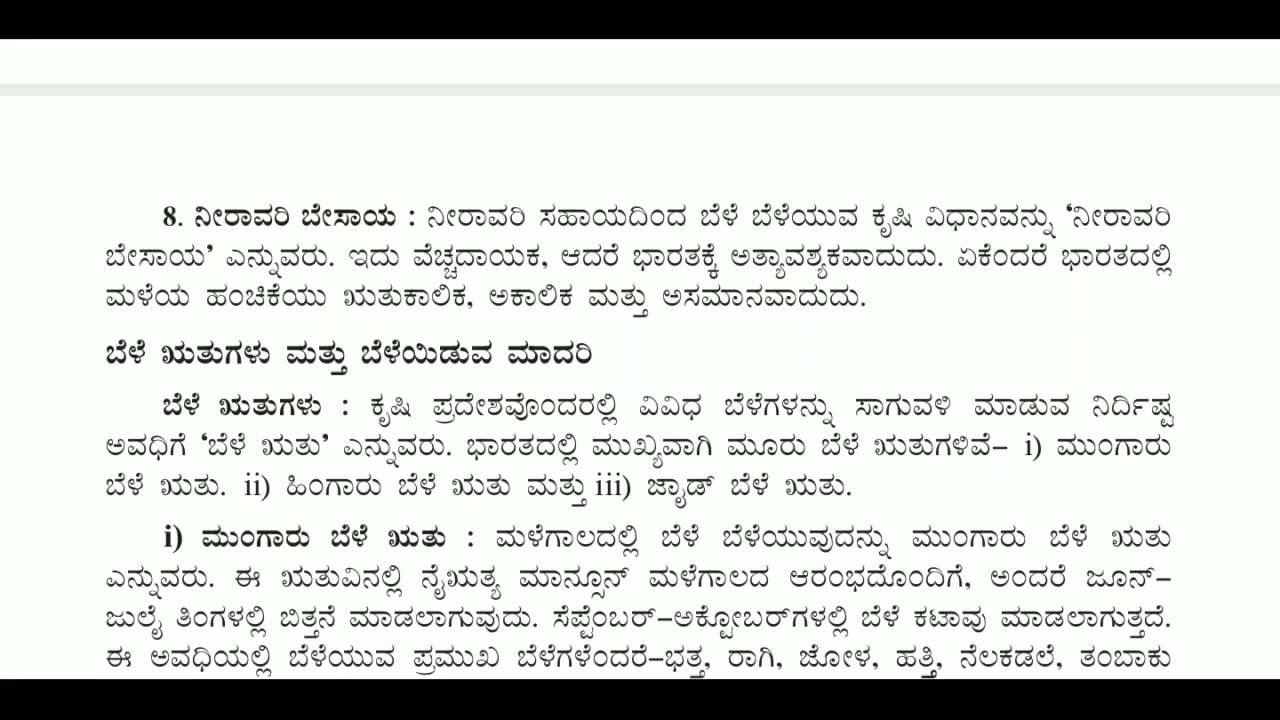 8. ನೀರಾವರಿ ಬೇಸಾಯ : ನೀರಾವರಿ ಸಹಾಯದಿಂದ ಬೆಳೆ ಬೆಳೆಯುವ ಕೃಷಿ ವಿಧಾನವನ್ನು ‘ನೀರಾವರಿ
ಬೇಸಾಯ’ ಎನ್ನುವರು. ಇದು ವೆಚ್ಚದಾಯಕ, ಆದರೆ ಭಾರತಕ್ಕೆ ಅತ್ಯಾವಶ್ಯಕವಾದುದು. ಏಕೆಂದರೆ ಭಾರತದಲ್ಲಿ
ಮಳೆಯ ಹಂಚಿಕೆಯು ಋತುಕಾಲಿಕ, ಅಕಾಲಿಕ ಮತ್ತು ಅಸಮಾನವಾದುದು.
ಬೆಳೆ ಋತುಗಳು ಮತ್ತು ಬೆಳೆಯಿಡುವ ಮಾದರಿ
ಬೆಳೆ ಋತುಗಳು : ಕೃಷಿ ಪ್ರದೇಶವೊಂದರಲ್ಲಿ ವಿವಿಧ ಬೆಳೆಗಳನ್ನು ಸಾಗುವಳಿ ಮಾಡುವ ನಿರ್ದಿಷ್ಟ
ಅವಧಿಗೆ ‘ಬೆಳೆ ಋತು’ ಎನ್ನುವರು. ಭಾರತದಲ್ಲಿ ಮುಖ್ಯವಾಗಿ ಮೂರು ಬೆಳೆ ಋತುಗಳಿವೆ– i) ಮುಂಗಾರು
ಬೆಳೆ ಋತು. ii) ಹಿಂಗಾರು ಬೆಳೆ ಋತು ಮತ್ತು iii) ಜ್ಯಾಡ್ ಬೆಳೆ ಋತು.
i) ಮುಂಗಾರು ಬೆಳೆ ಋತು : ಮಳೆಗಾಲದಲ್ಲಿ ಬೆಳೆ ಬೆಳೆಯುವುದನ್ನು ಮುಂಗಾರು ಬೆಳೆ ಋತು
ಎನ್ನುವರು. ಈ ಋತುವಿನಲ್ಲಿ ನೈಋತ್ಯ ಮಾನ್ಸೂನ್ ಮಳೆಗಾಲದ ಆರಂಭದೊಂದಿಗೆ, ಅಂದರೆ ಜೂನ್–
ಜುಲೈ ತಿಂಗಳಲ್ಲಿ ಬಿತ್ತನೆ ಮಾಡಲಾಗುವುದು. ಸೆಪ್ಟೆಂಬರ್–ಅಕ್ಟೋಬರ್‌ಗಳಲ್ಲಿ ಬೆಳೆ ಕಟಾವು ಮಾಡಲಾಗುತ್ತದೆ.
ಈ ಅವಧಿಯಲ್ಲಿ ಬೆಳೆಯುವ ಪ್ರಮುಖ ಬೆಳೆಗಳೆಂದರೆ–ಭತ್ತ, ರಾಗಿ, ಜೋಳ, ಹತ್ತಿ, ನೆಲಕಡಲೆ, ತಂಬಾಕು